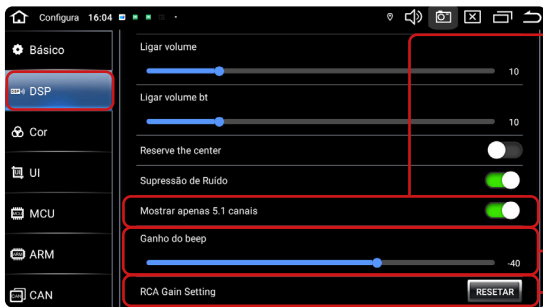 Configura 16:04
Básico
DSP
Cor
UI
MCU
ARM
CAN
Ligar volume
10
Ligar volume bt
10
Reserve the center
Supressão de Ruído
Mostrar apenas 5.1 canais
Ganho do beep
-40
RCA Gain Setting
RESETAR